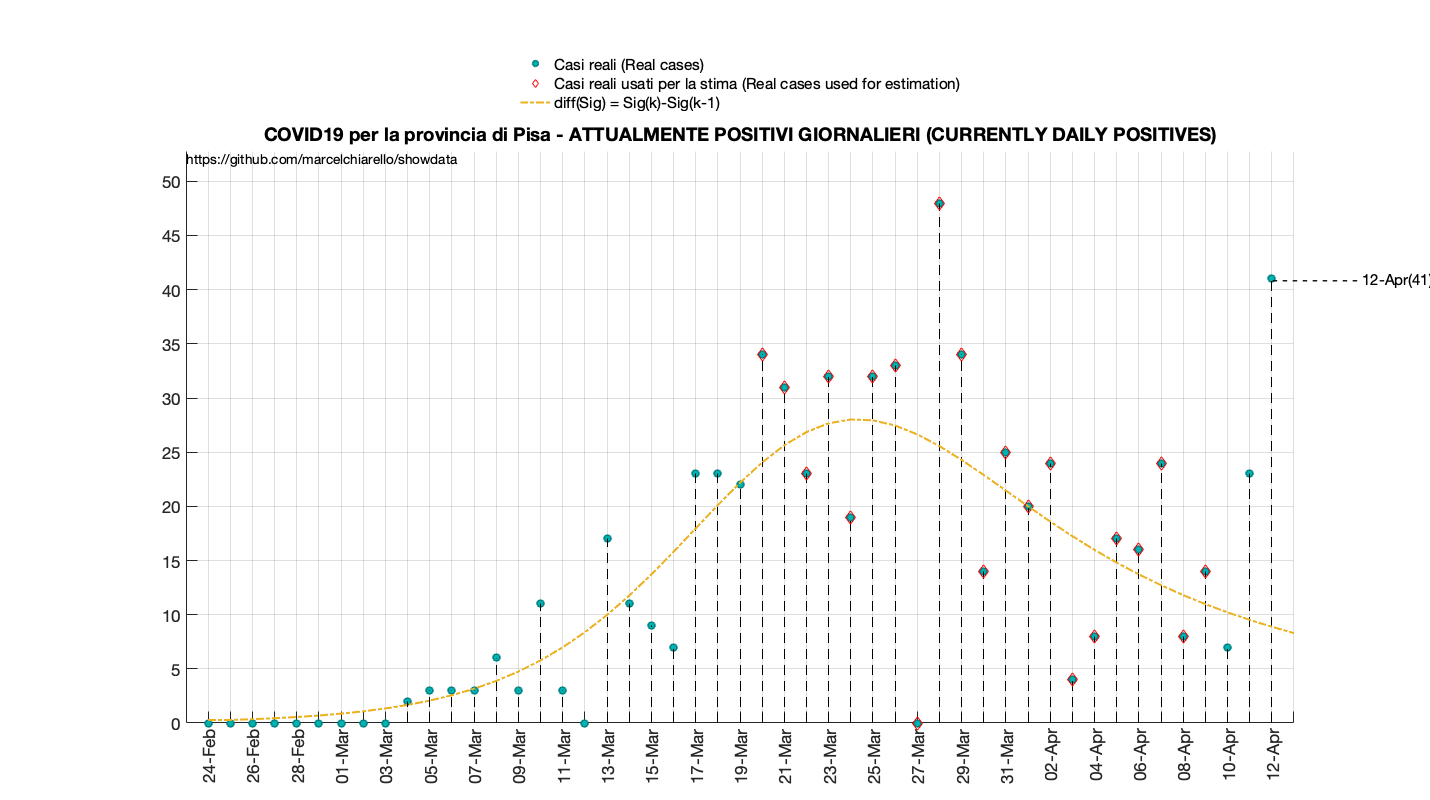 Casi reali (Real cases)
Casi reali usati per la stima (Real cases used for estimation)
diff(Sig) = Sig(k)-Sig(k-1)
COVID19 per la provincia di Pisa - ATTUALMENTE POSITIVI GIORNALIERI (CURRENTLY DAILY POSITIVES)
https://github.com/marcelchiarello/showdata
50
45
40
35
30
25
20
15
10
5
0
12-Apr(41)
24-Feb
26-Feb
28-Feb
01-Mar
03-Mar
05-Mar
07-Mar
09-Mar
11-Mar
13-Mar
15-Mar
17-Mar
19-Mar
21-Mar
23-Mar
25-Mar
27-Mar
29-Mar
31-Mar
02-Apr
04-Apr
06-Apr
08-Apr
10-Apr
12-Apr